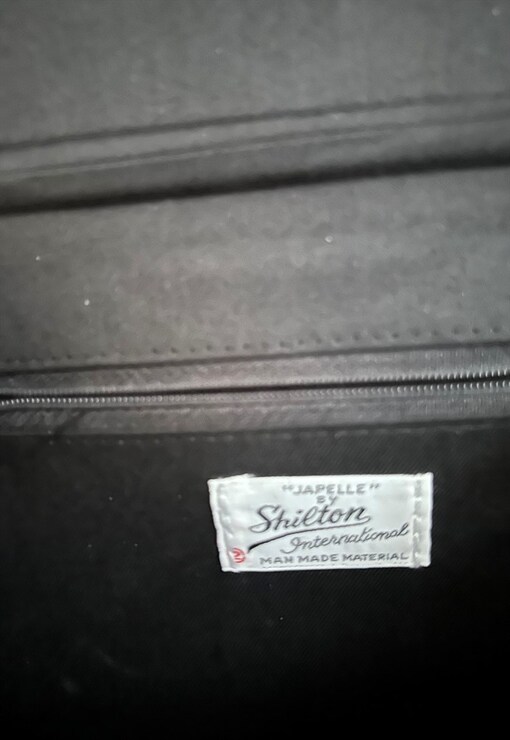 "JAPELLE"
BY
Shilton
International
MAN MADE MATERIAL